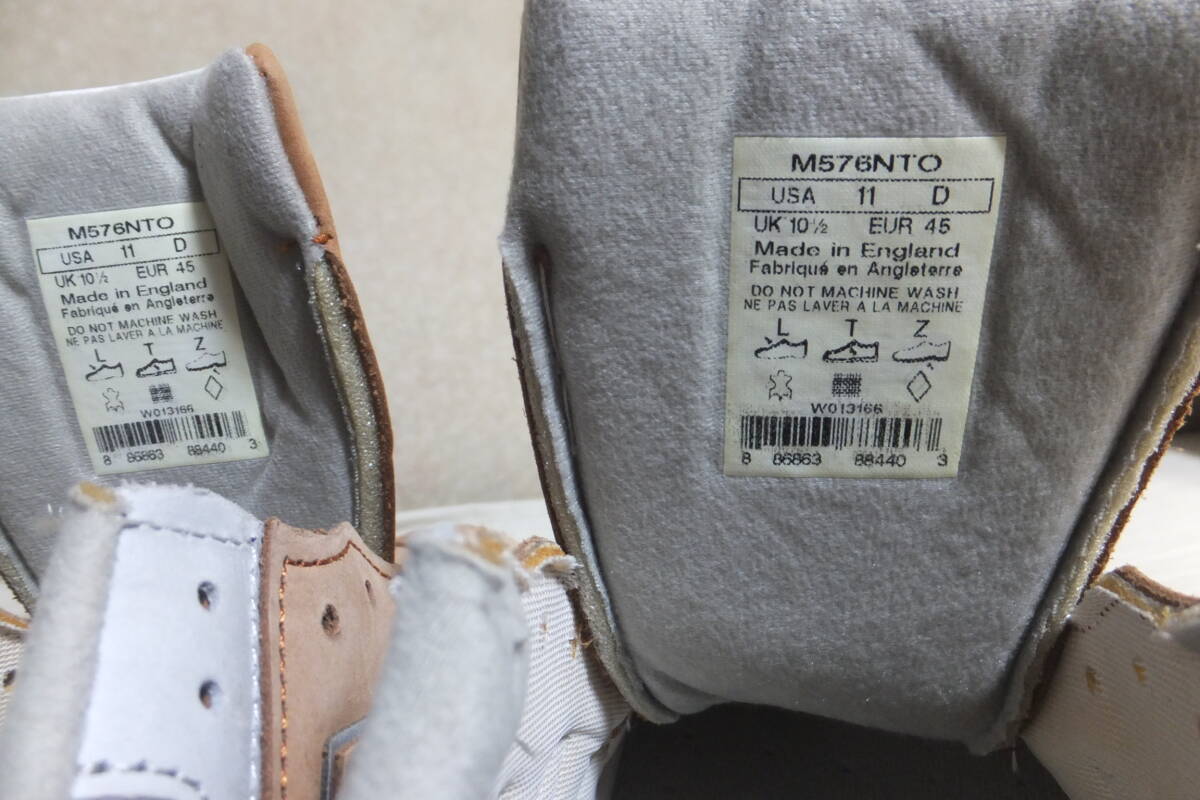 M576NTO
USA 11 D
UK 10½ EUR 45
Made in England
Fabriqué en Angleterre
DO NOT MACHINE WASH
NE PAS LAVER A LA MACHINE
L T Z
W013166
8 86863 88440 3
M576NTO
USA 11 D
UK 10½ EUR 45
Made in England
Fabriqué en Angleterre
DO NOT MACHINE WASH
NE PAS LAVER A LA MACHINE
L T Z
W013166
8 86863 88440 3